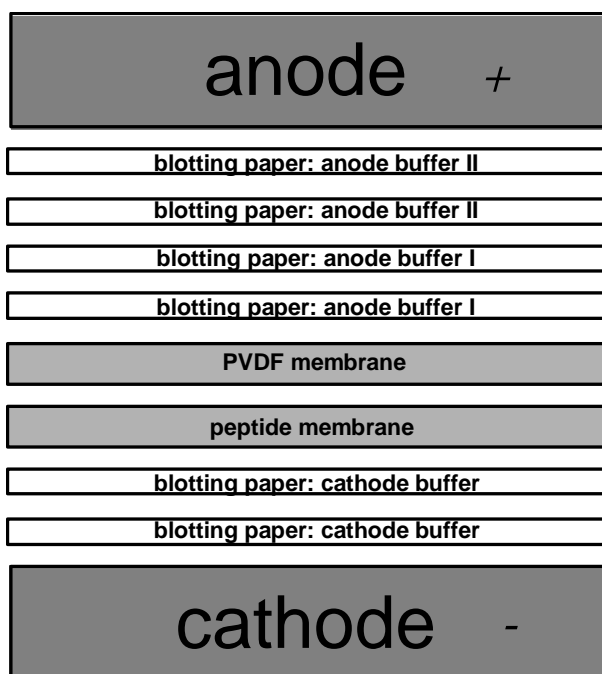 anode +
blotting paper: anode buffer II
blotting paper: anode buffer II
blotting paper: anode buffer I
blotting paper: anode buffer I
PVDF membrane
peptide membrane
blotting paper: cathode buffer
blotting paper: cathode buffer
cathode -